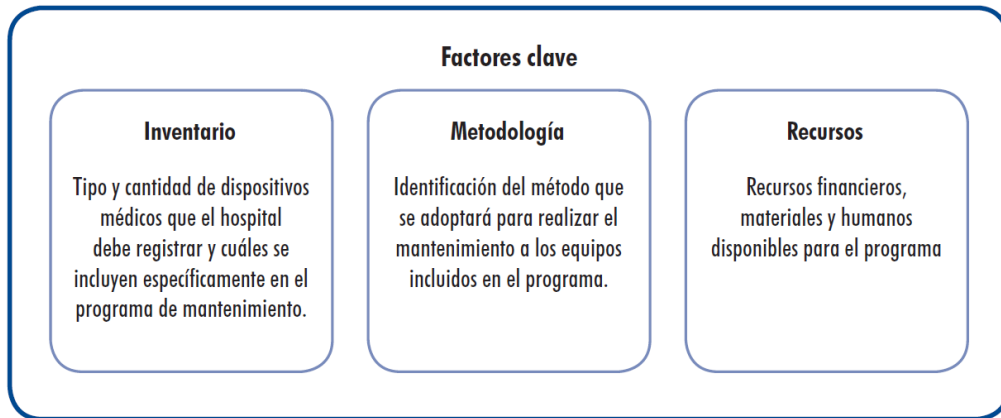 Factores clave
Inventario
Tipo y cantidad de dispositivos
médicos que el hospital
debe registrar y cuáles se
incluyen específicamente en el
programa de mantenimiento.
Metodología
Identificación del método que
se adoptará para realizar el
mantenimiento a los equipos
incluidos en el programa.
Recursos
Recursos financieros,
materiales y humanos
disponibles para el programa